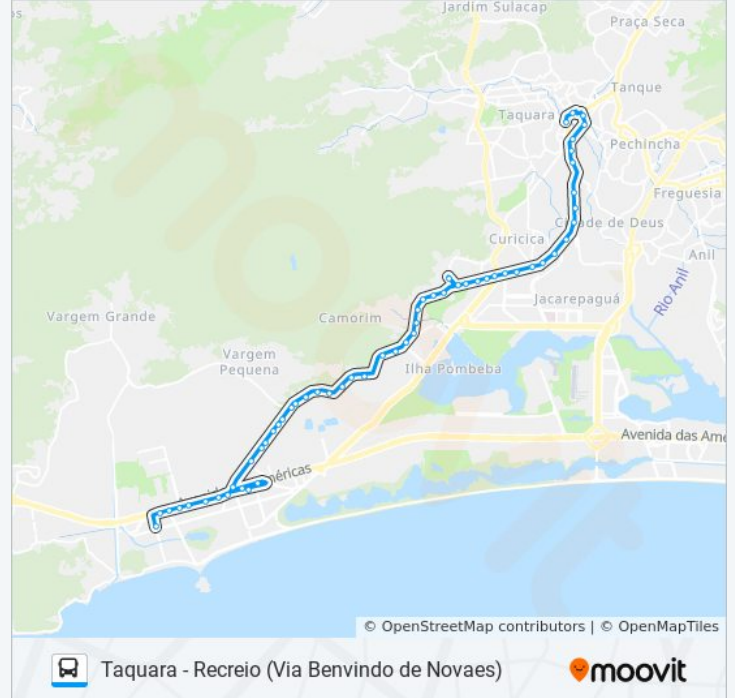 os
Jardim Sulacap
Praça Seca
Tanque
Taquara
Pechincha
Freguesia
Cidade de Deus
Curicica
Anil
Rio Anil
Jacarepaguá
Vargem Grande
Camorim
Vargem
Pequena
Ilha Pombeba
Avenida das Ame
Américas
© OpenStreetMap contributors | © OpenMapTiles
Taquara - Recreio (Via Benvindo de Novaes)
moovit